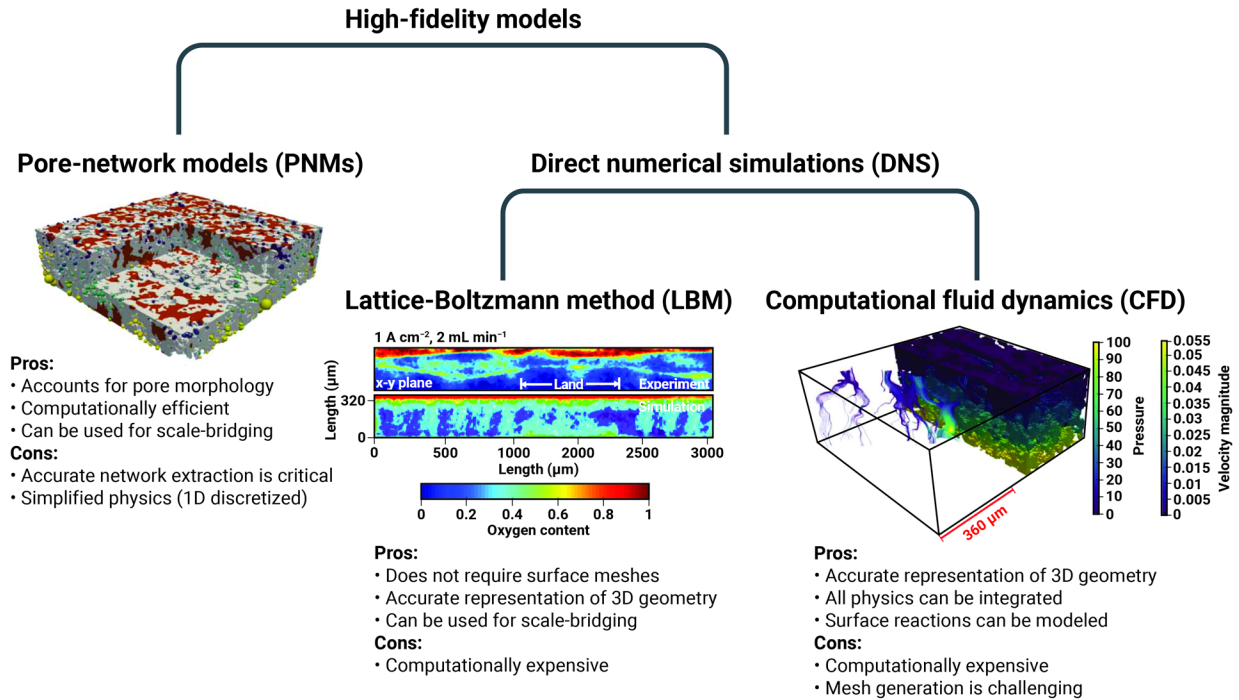 High-fidelity models
Pore-network models (PNMs)
Direct numerical simulations (DNS)
Pros:
• Accounts for pore morphology
• Computationally efficient
• Can be used for scale-bridging
Cons:
• Accurate network extraction is critical
• Simplified physics (1D discretized)
Lattice-Boltzmann method (LBM)
1 A cm⁻², 2 mL min⁻¹
x-y plane
Land
Experiment
Simulation
Length (µm)
320
0
0 500 1000 2000 2500 3000
Length (µm)
0 0.2 0.4 0.6 0.8 1
Oxygen content
Pros:
• Does not require surface meshes
• Accurate representation of 3D geometry
• Can be used for scale-bridging
Cons:
• Computationally expensive
Computational fluid dynamics (CFD)
360 µm
100
90
80
70
60
50
40
30
20
10
0
Pressure
0.055
0.05
0.045
0.04
0.035
0.03
0.025
0.02
0.015
0.01
0.005
0
Velocity magnitude
Pros:
• Accurate representation of 3D geometry
• All physics can be integrated
• Surface reactions can be modeled
Cons:
• Computationally expensive
• Mesh generation is challenging